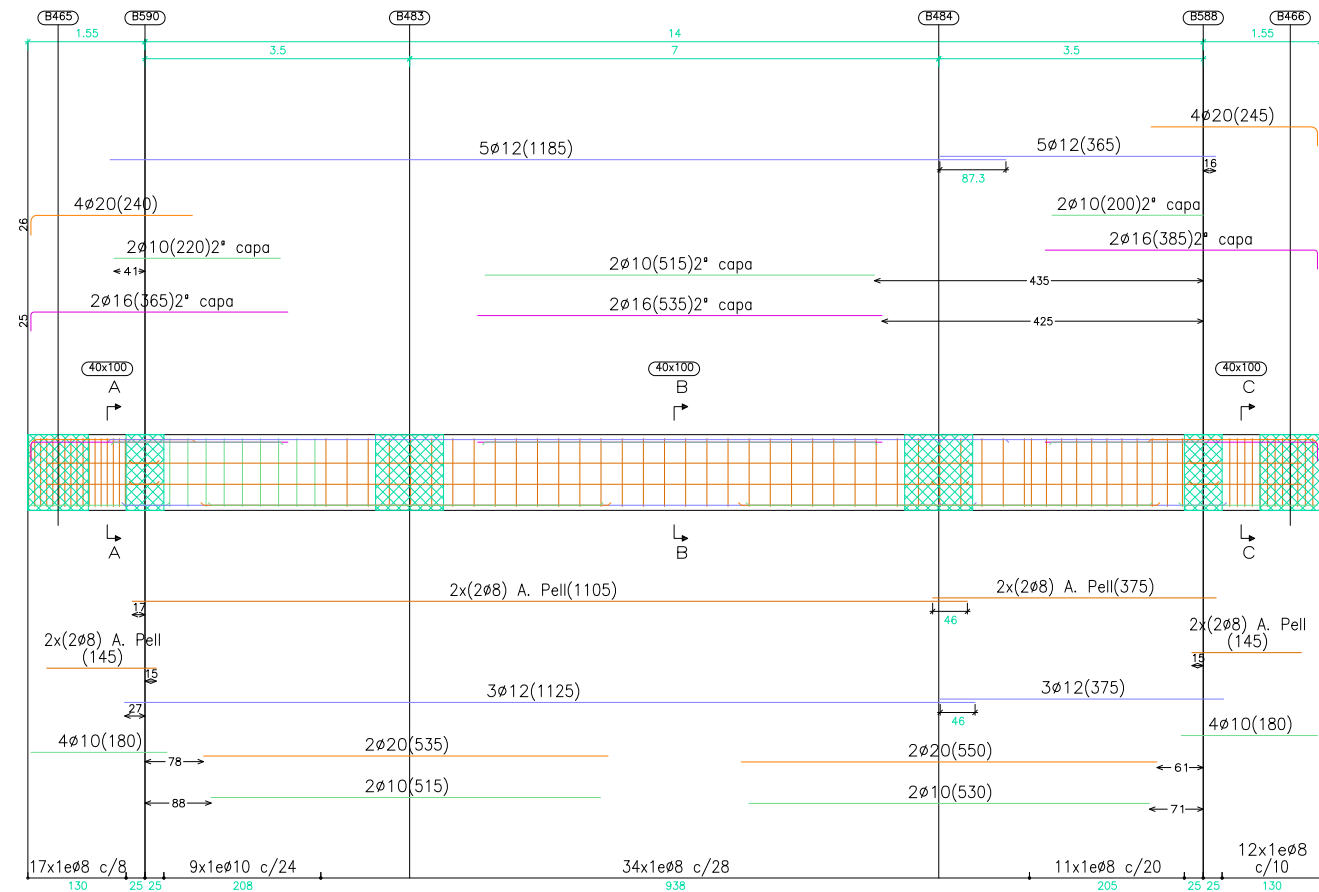 B465 B590 B483 B484 B588 B466
1.55 14 1.55
3.5 7 3.5
4ø20(245)
5ø12(1185) 5ø12(365)
16
87.3
4ø20(240) 2ø10(200)2ª capa
26
2ø10(220)2ª capa 2ø16(385)2ª capa
41 2ø10(515)2ª capa
435
2ø16(365)2ª capa 2ø16(535)2ª capa
25 425
40x100 40x100 40x100
A B C
A B C
2x(2ø8) A. Pell(1105) 2x(2ø8) A. Pell(375)
17
46
2x(2ø8) A. Pell
(145)
2x(2ø8) A. Pell
(145)
15 15
3ø12(1125) 3ø12(375)
27 46
4ø10(180) 4ø10(180)
2ø20(535) 2ø20(550)
78 61
2ø10(515) 2ø10(530)
88 71
17x1eø8 c/8 9x1eø10 c/24 34x1eø8 c/28 11x1eø8 c/20 12x1eø8
c/10
130 25 25 208 938 205 25 25 130